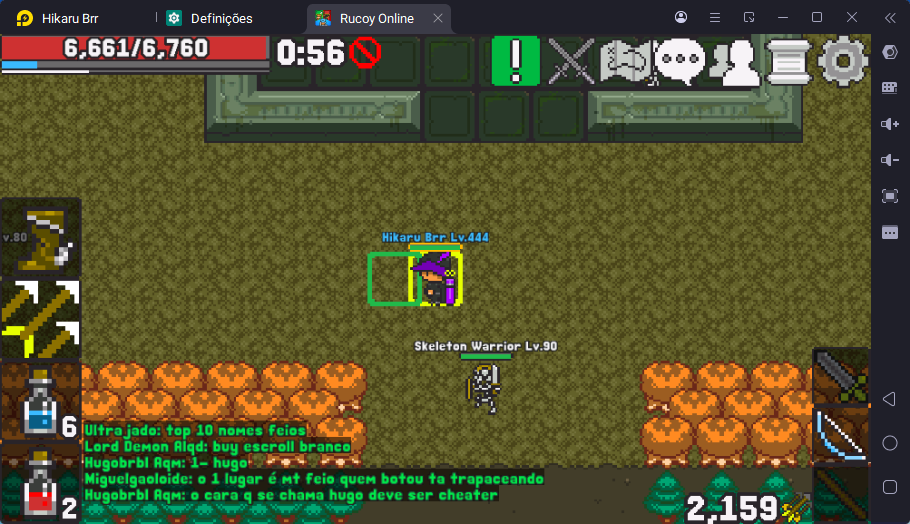 Hikaru Brr
Definições
Rucoy Online
6,661/6,760
0:56
v.80
Hikaru Brr Lv.444
Skeleton Warrior Lv.90
6
2
Ultra jado: top 10 nomes feios
Lord Demon Alqd: buy escroll branco
Hugobrbl Aqm: 1- hugo
Miguelgaoloide: o 1 lugar é mt feio quem botou ta trapaceando
Hugobrbl Aqm: o cara q se chama hugo deve ser cheater
2,159